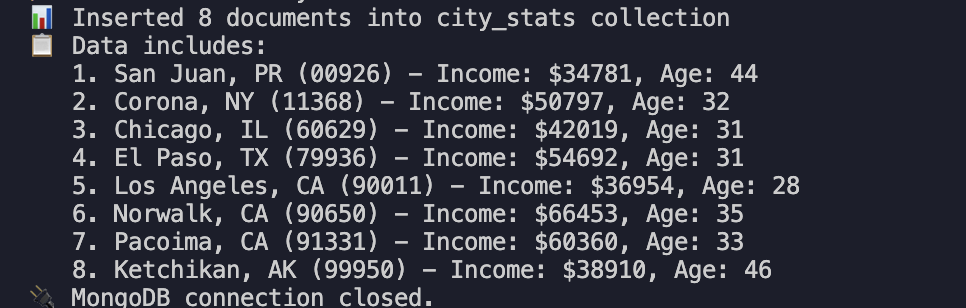 📊 Inserted 8 documents into city_stats collection
📋 Data includes:
1. San Juan, PR (00926) – Income: $34781, Age: 44
2. Corona, NY (11368) – Income: $50797, Age: 32
3. Chicago, IL (60629) – Income: $42019, Age: 31
4. El Paso, TX (79936) – Income: $54692, Age: 31
5. Los Angeles, CA (90011) – Income: $36954, Age: 28
6. Norwalk, CA (90650) – Income: $66453, Age: 35
7. Pacoima, CA (91331) – Income: $60360, Age: 33
8. Ketchikan, AK (99950) – Income: $38910, Age: 46
🔌 MongoDB connection closed.